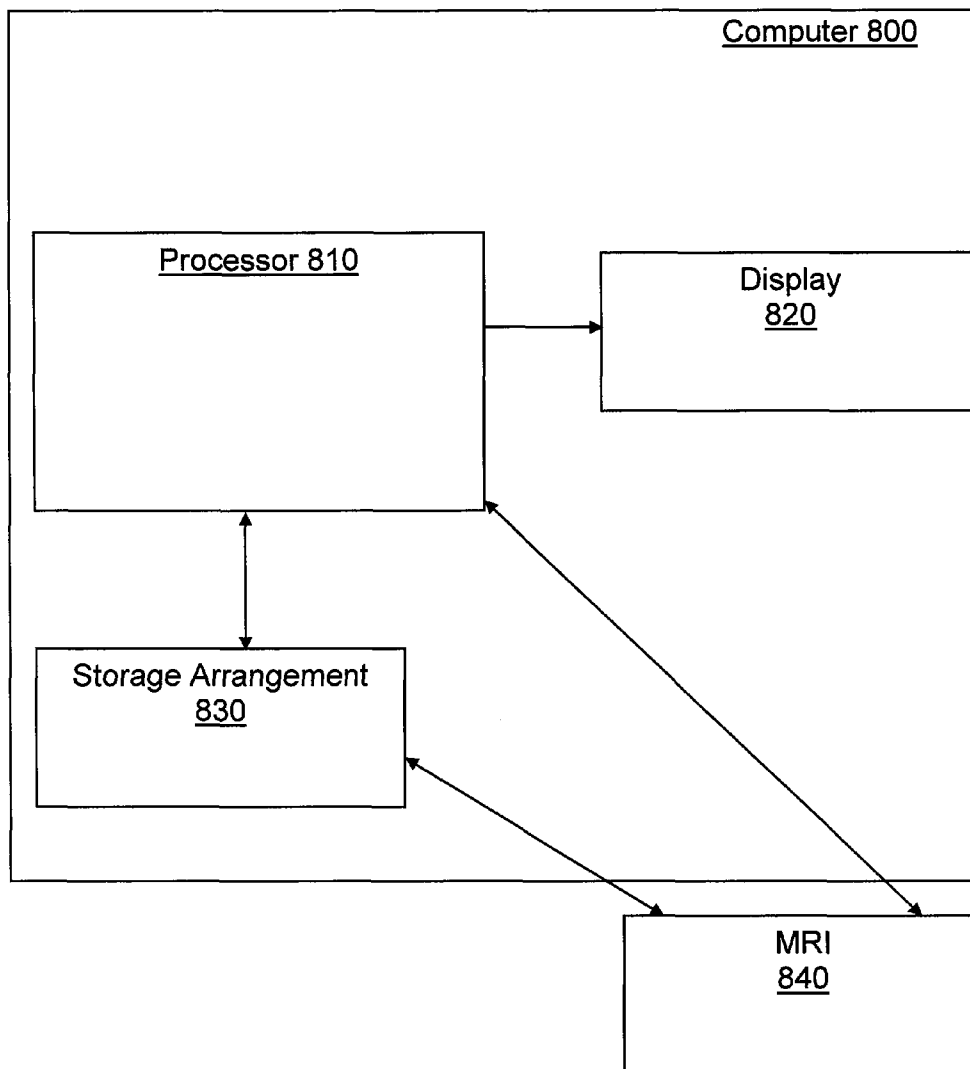 Computer 800
Processor 810
Display
820
Storage Arrangement
830
MRI
840